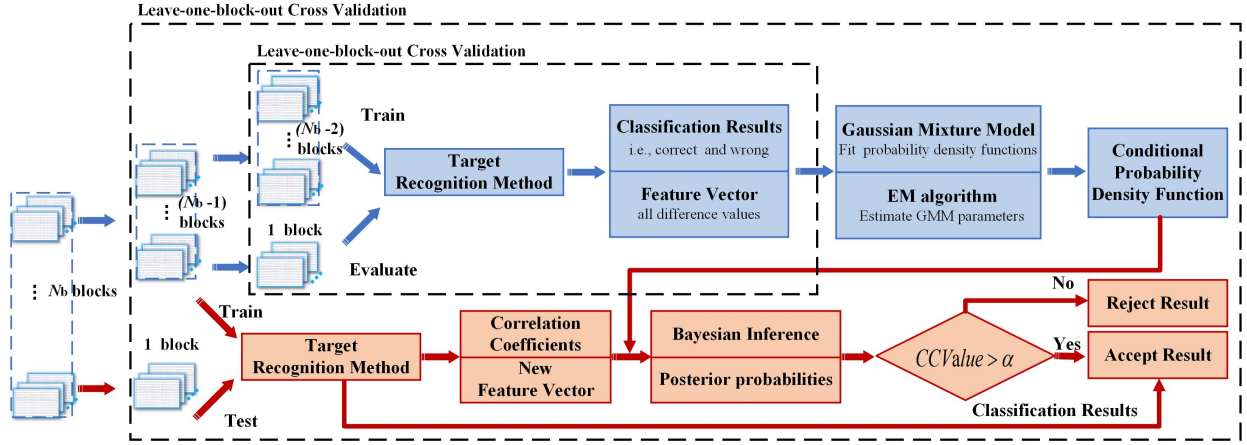 Leave-one-block-out Cross Validation
Leave-one-block-out Cross Validation
(Nb -2)
blocks
Train
Target
Recognition Method
Classification Results
i.e., correct and wrong
Feature Vector
all difference values
Gaussian Mixture Model
Fit probability density functions
EM algorithm
Estimate GMM parameters
Conditional
Probability
Density Function
(Nb -1)
blocks
1 block
Evaluate
Nb blocks
Train
1 block
Test
Target
Recognition Method
Correlation
Coefficients
New
Feature Vector
Bayesian Inference
Posterior probabilities
CCValue > α
No
Reject Result
Yes
Accept Result
Classification Results